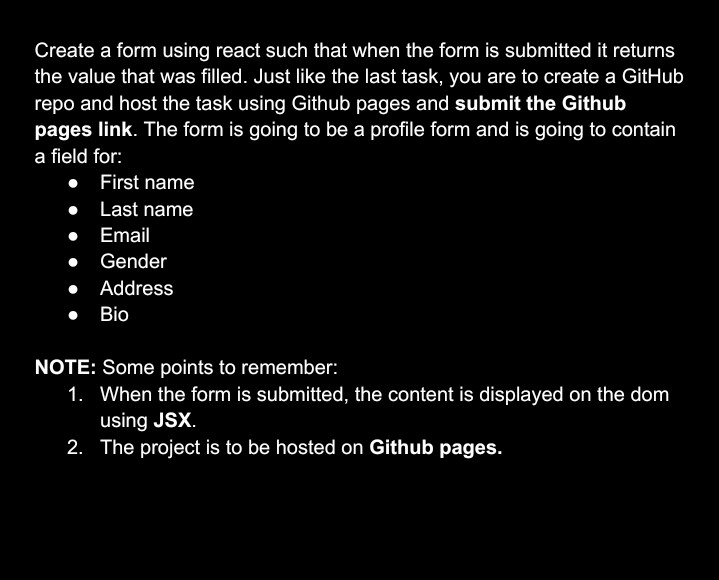 Create a form using react such that when the form is submitted it returns
the value that was filled. Just like the last task, you are to create a GitHub
repo and host the task using Github pages and submit the Github
pages link. The form is going to be a profile form and is going to contain
a field for:
● First name
● Last name
● Email
● Gender
● Address
● Bio
NOTE: Some points to remember:
1. When the form is submitted, the content is displayed on the dom
using JSX.
2. The project is to be hosted on Github pages.